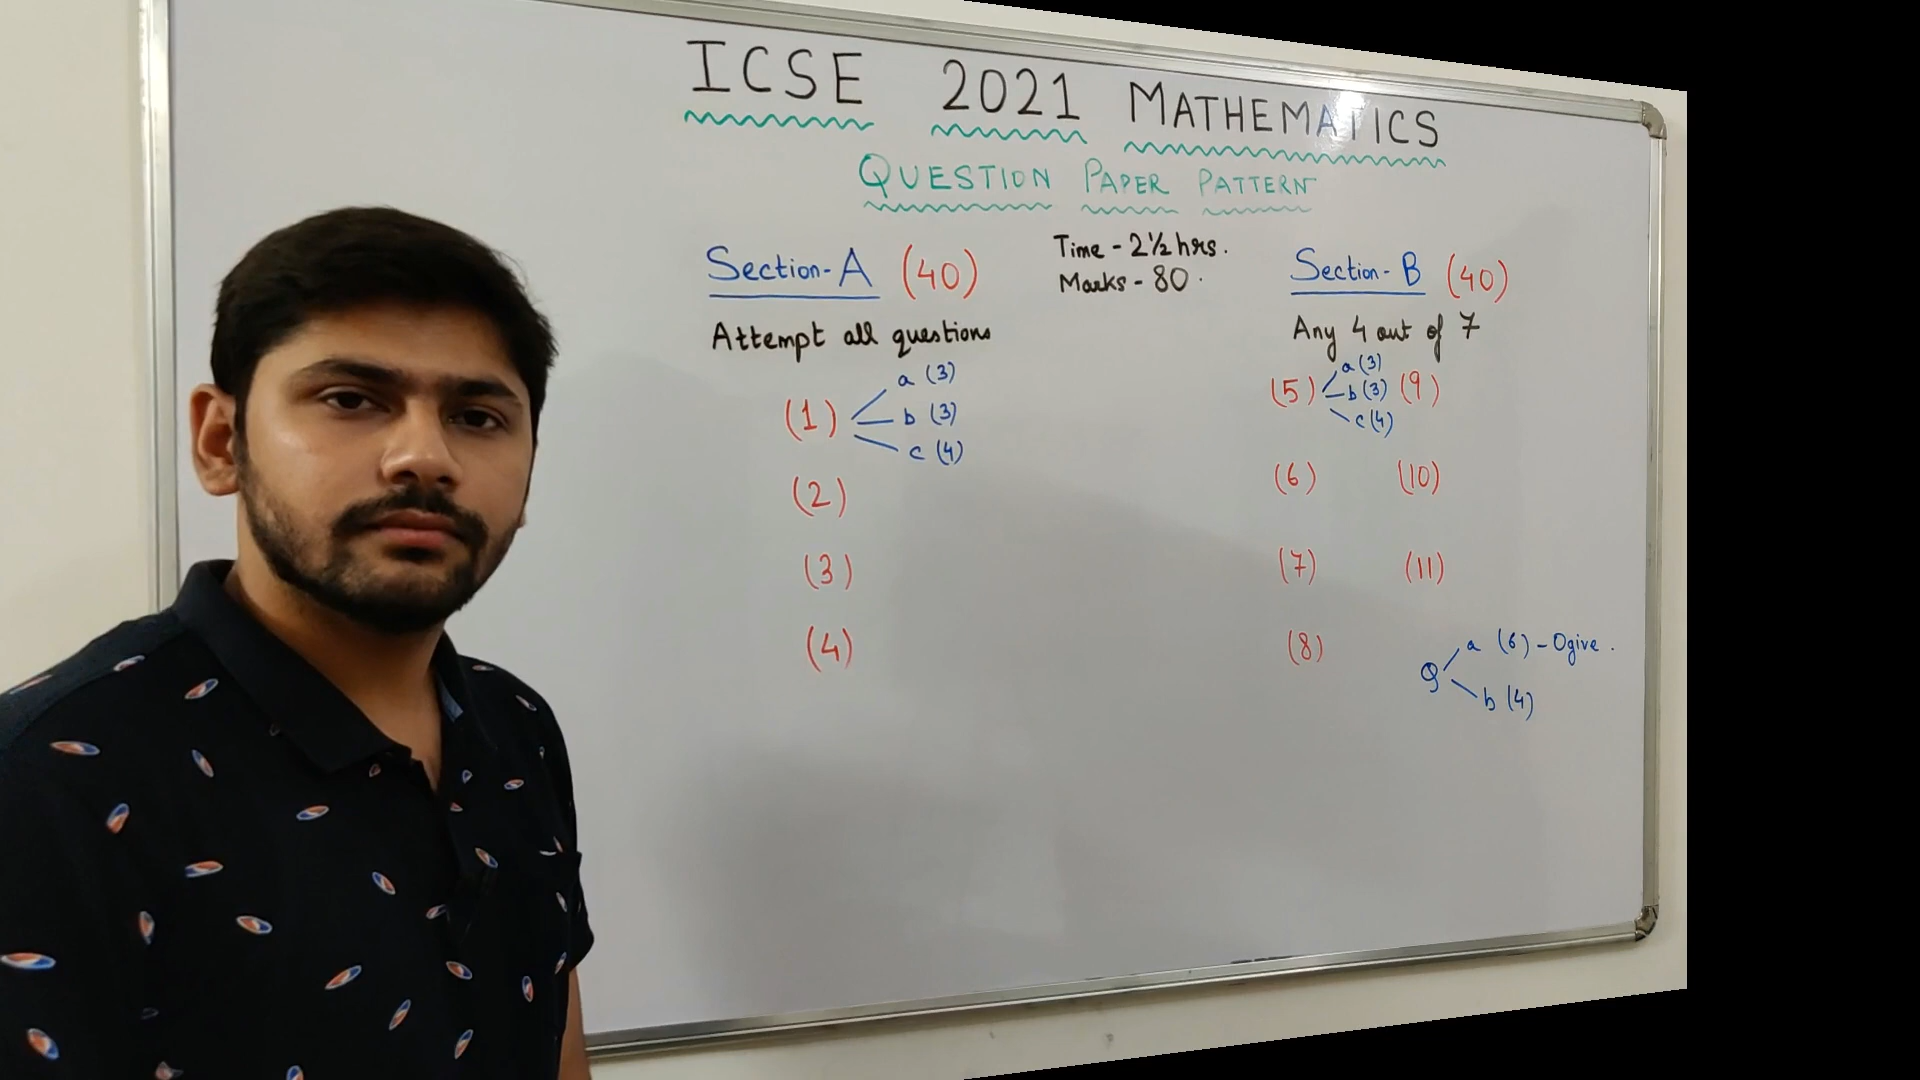 ICSE 2021 MATHEMATICS
QUESTION PAPER PATTERN
Time - 2½ hrs.
Marks - 80.
Section-A (40)
Attempt all questions
(1) a (3)
b (3)
c (4)
(2)
(3)
(4)
Section-B (40)
Any 4 out of 7
(5) a (3)
b (3)
c (4)
(9)
(6) (10)
(7) (11)
(8)
Q a (6) - Ogive.
b (4)